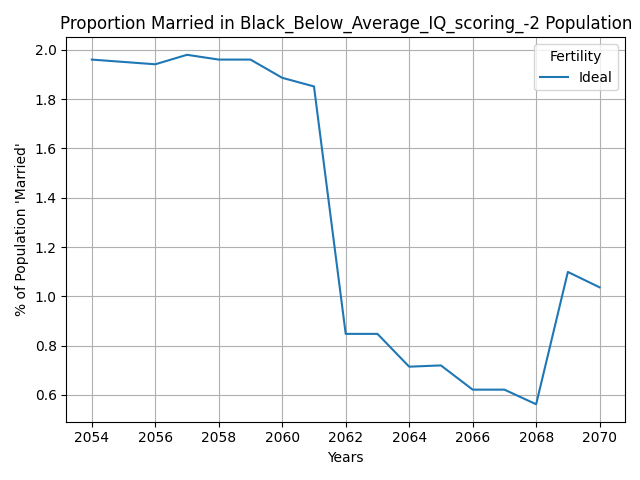 Proportion Married in Black_Below_Average_IQ_scoring_-2 Population
Fertility
Ideal
% of Population 'Married'
2.0
1.8
1.6
1.4
1.2
1.0
0.8
0.6
2054 2056 2058 2060 2062 2064 2066 2068 2070
Years